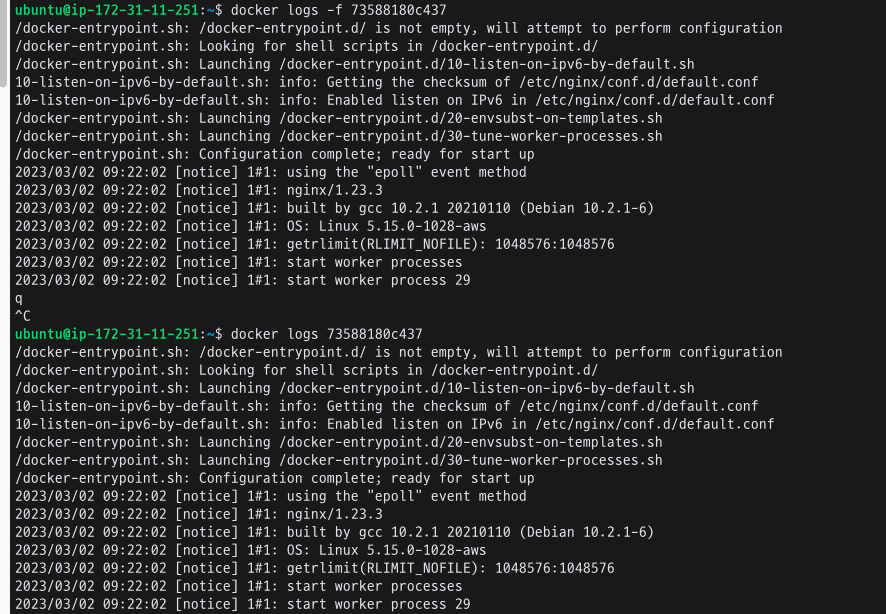 ubuntu@ip-172-31-11-251:~$ docker logs -f 73588180c437
/docker-entrypoint.sh: /docker-entrypoint.d/ is not empty, will attempt to perform configuration
/docker-entrypoint.sh: Looking for shell scripts in /docker-entrypoint.d/
/docker-entrypoint.sh: Launching /docker-entrypoint.d/10-listen-on-ipv6-by-default.sh
10-listen-on-ipv6-by-default.sh: info: Getting the checksum of /etc/nginx/conf.d/default.conf
10-listen-on-ipv6-by-default.sh: info: Enabled listen on IPv6 in /etc/nginx/conf.d/default.conf
/docker-entrypoint.sh: Launching /docker-entrypoint.d/20-envsubst-on-templates.sh
/docker-entrypoint.sh: Launching /docker-entrypoint.d/30-tune-worker-processes.sh
/docker-entrypoint.sh: Configuration complete; ready for start up
2023/03/02 09:22:02 [notice] 1#1: using the "epoll" event method
2023/03/02 09:22:02 [notice] 1#1: nginx/1.23.3
2023/03/02 09:22:02 [notice] 1#1: built by gcc 10.2.1 20210110 (Debian 10.2.1-6)
2023/03/02 09:22:02 [notice] 1#1: OS: Linux 5.15.0-1028-aws
2023/03/02 09:22:02 [notice] 1#1: getrlimit(RLIMIT_NOFILE): 1048576:1048576
2023/03/02 09:22:02 [notice] 1#1: start worker processes
2023/03/02 09:22:02 [notice] 1#1: start worker process 29
q
^C
ubuntu@ip-172-31-11-251:~$ docker logs 73588180c437
/docker-entrypoint.sh: /docker-entrypoint.d/ is not empty, will attempt to perform configuration
/docker-entrypoint.sh: Looking for shell scripts in /docker-entrypoint.d/
/docker-entrypoint.sh: Launching /docker-entrypoint.d/10-listen-on-ipv6-by-default.sh
10-listen-on-ipv6-by-default.sh: info: Getting the checksum of /etc/nginx/conf.d/default.conf
10-listen-on-ipv6-by-default.sh: info: Enabled listen on IPv6 in /etc/nginx/conf.d/default.conf
/docker-entrypoint.sh: Launching /docker-entrypoint.d/20-envsubst-on-templates.sh
/docker-entrypoint.sh: Launching /docker-entrypoint.d/30-tune-worker-processes.sh
/docker-entrypoint.sh: Configuration complete; ready for start up
2023/03/02 09:22:02 [notice] 1#1: using the "epoll" event method
2023/03/02 09:22:02 [notice] 1#1: nginx/1.23.3
2023/03/02 09:22:02 [notice] 1#1: built by gcc 10.2.1 20210110 (Debian 10.2.1-6)
2023/03/02 09:22:02 [notice] 1#1: OS: Linux 5.15.0-1028-aws
2023/03/02 09:22:02 [notice] 1#1: getrlimit(RLIMIT_NOFILE): 1048576:1048576
2023/03/02 09:22:02 [notice] 1#1: start worker processes
2023/03/02 09:22:02 [notice] 1#1: start worker process 29